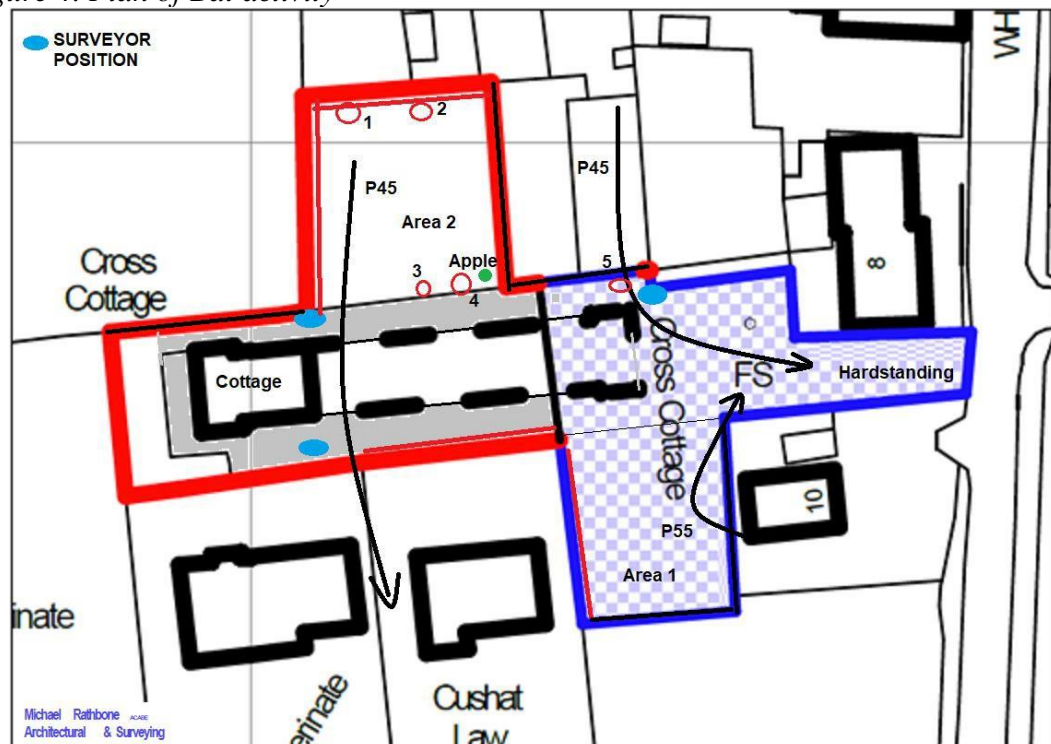 Figure 4: Plan of Bat activity
SURVEYOR
POSITION
WH
1
2
P45
P45
Area 2
8
Cross
Cottage
Apple
3
4
5
Cottage
Cross Cottage
FS
Hardstanding
10
P55
Area 1
inate
erinate
Cushat
Law
Michael Rathbone ACABE
Architectural & Surveying